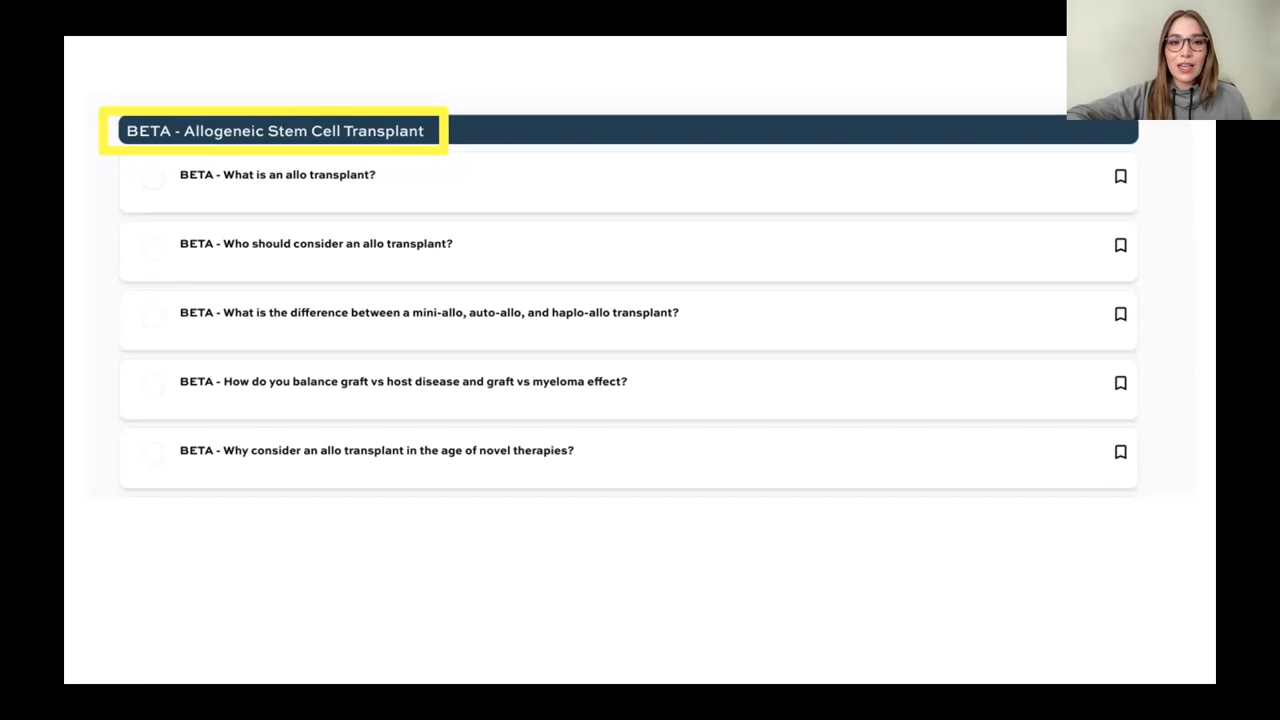 BETA - Allogeneic Stem Cell Transplant
BETA - What is an allo transplant?
BETA - Who should consider an allo transplant?
BETA - What is the difference between a mini-allo, auto-allo, and haplo-allo transplant?
BETA - How do you balance graft vs host disease and graft vs myeloma effect?
BETA - Why consider an allo transplant in the age of novel therapies?